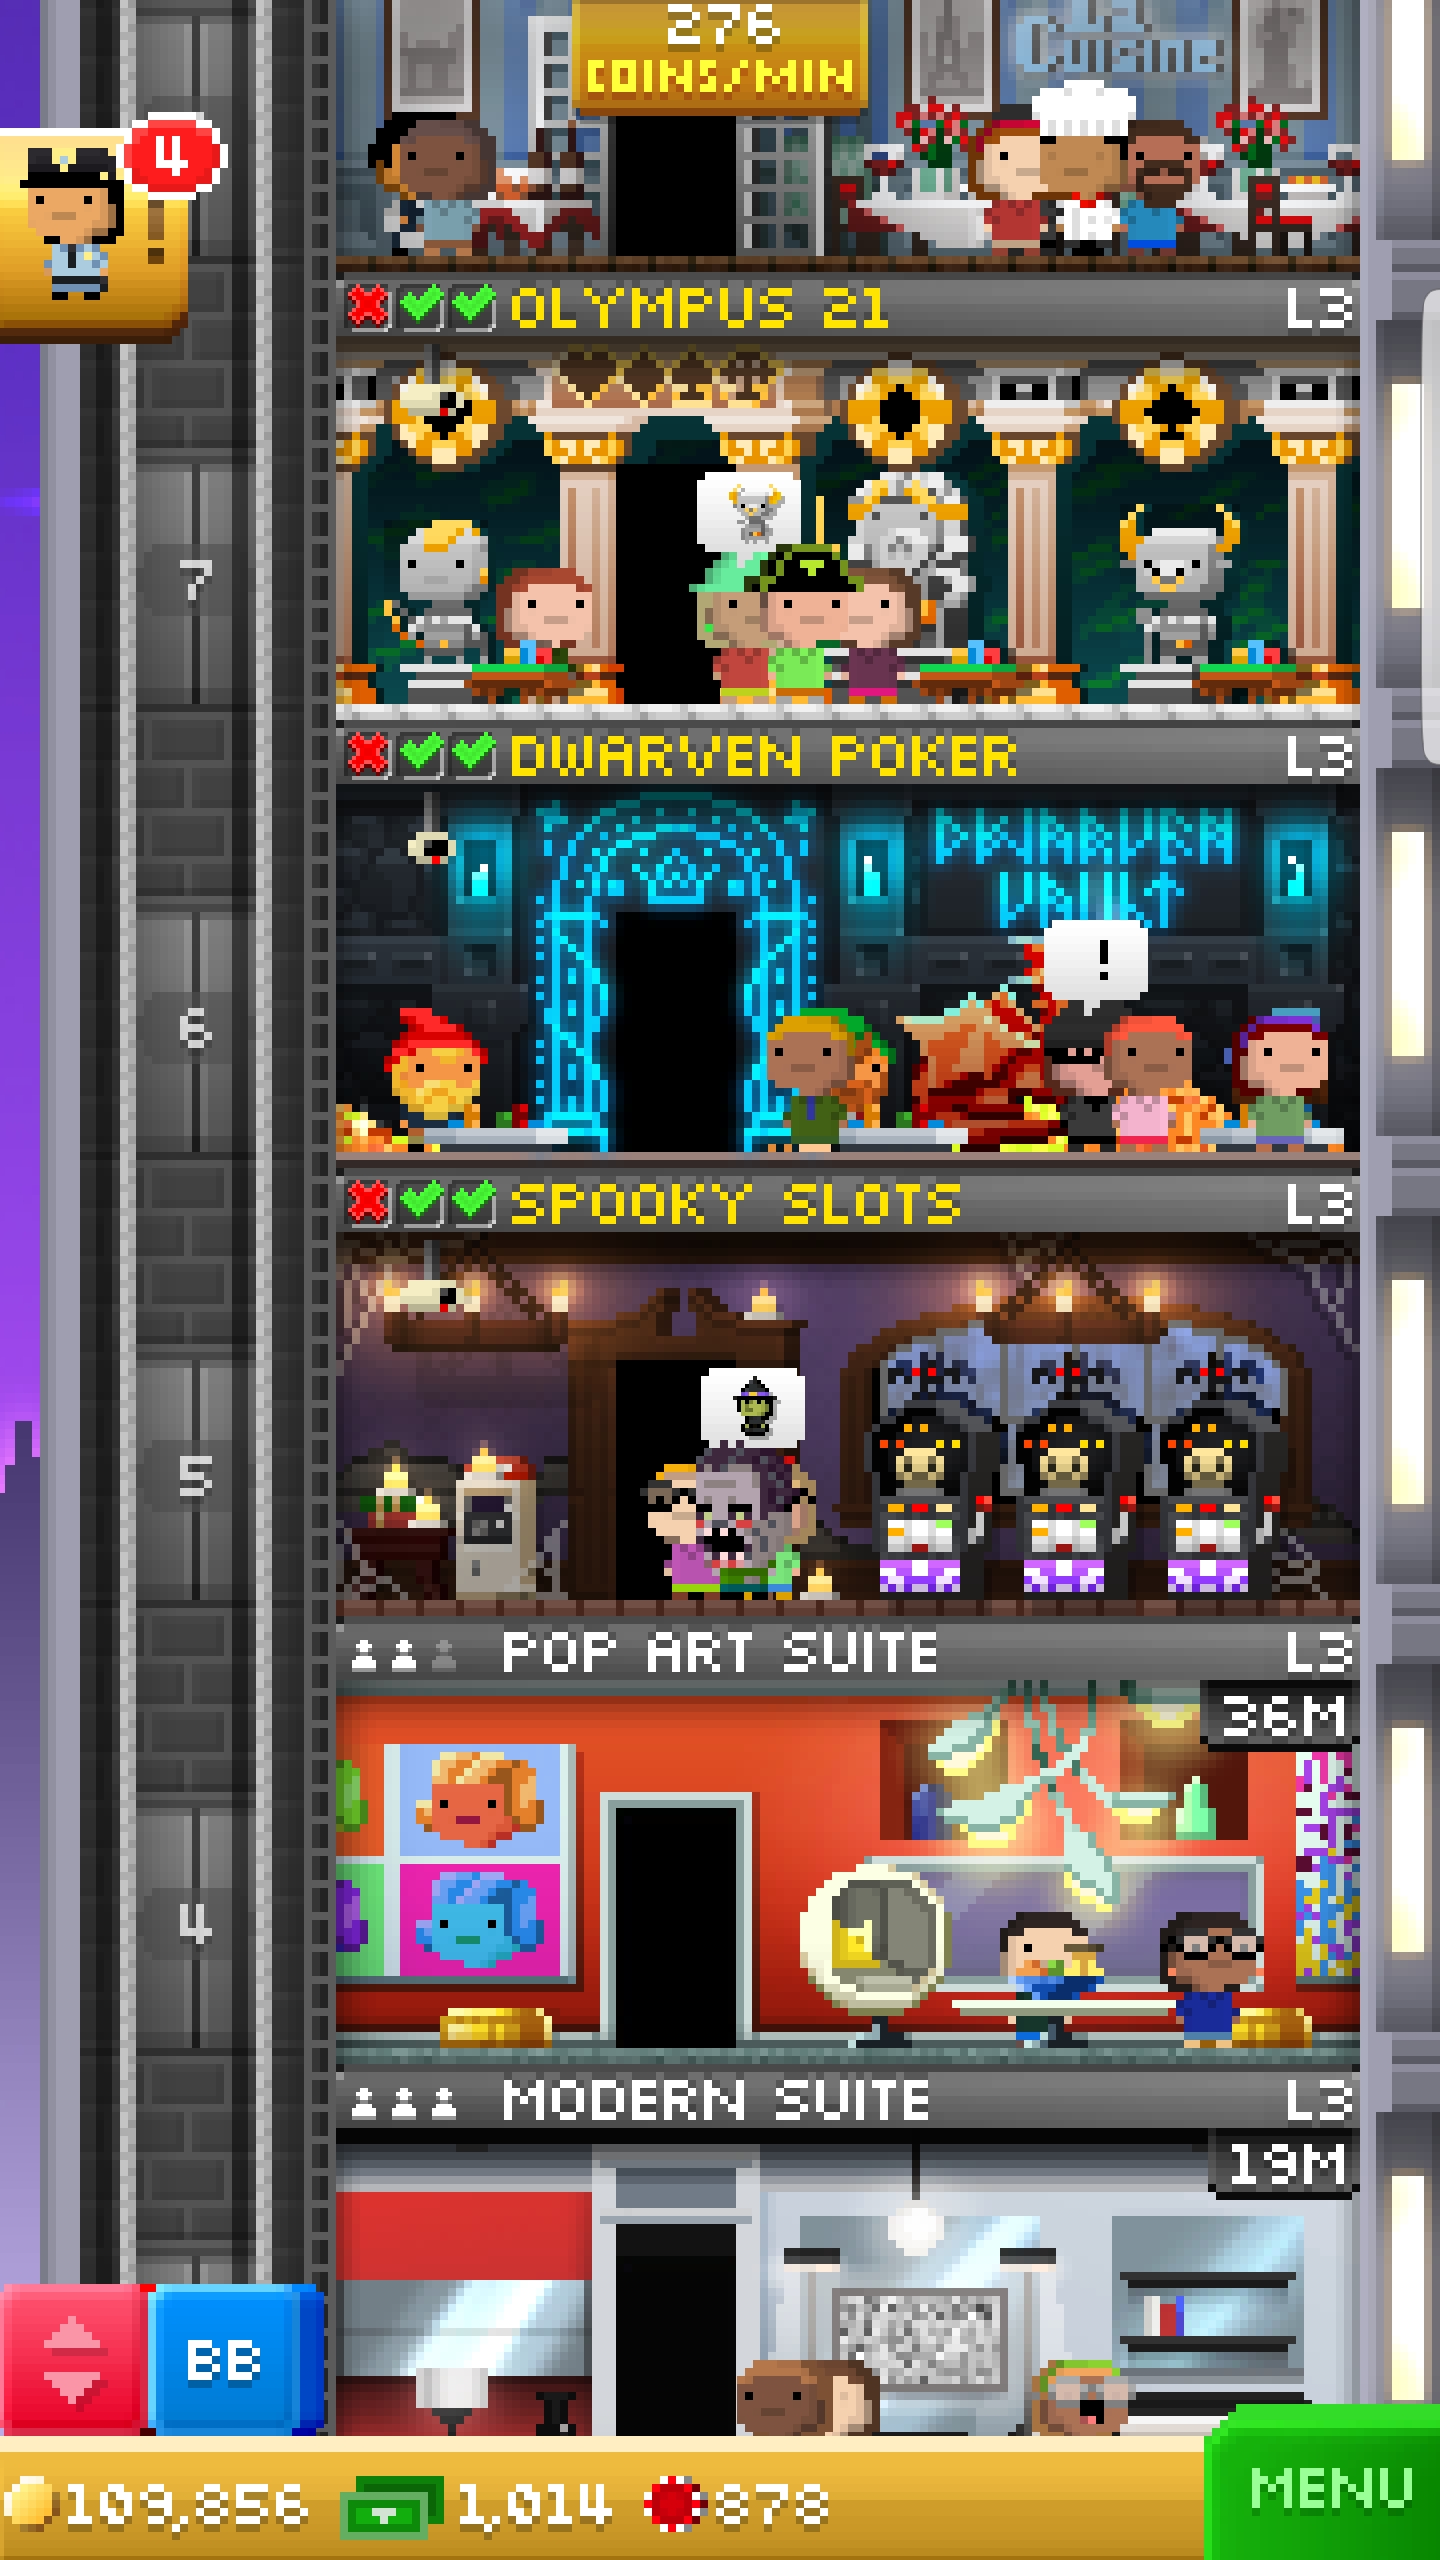 276
COINS/MIN
La Cuisine
4
OLYMPUS 21 L3
7
DWARVEN POKER L3
DWARVEN
VAULT
!
6
SPOOKY SLOTS L3
5
POP ART SUITE L3
36M
4
MODERN SUITE L3
19M
BB
109,856 1,014 878
MENU